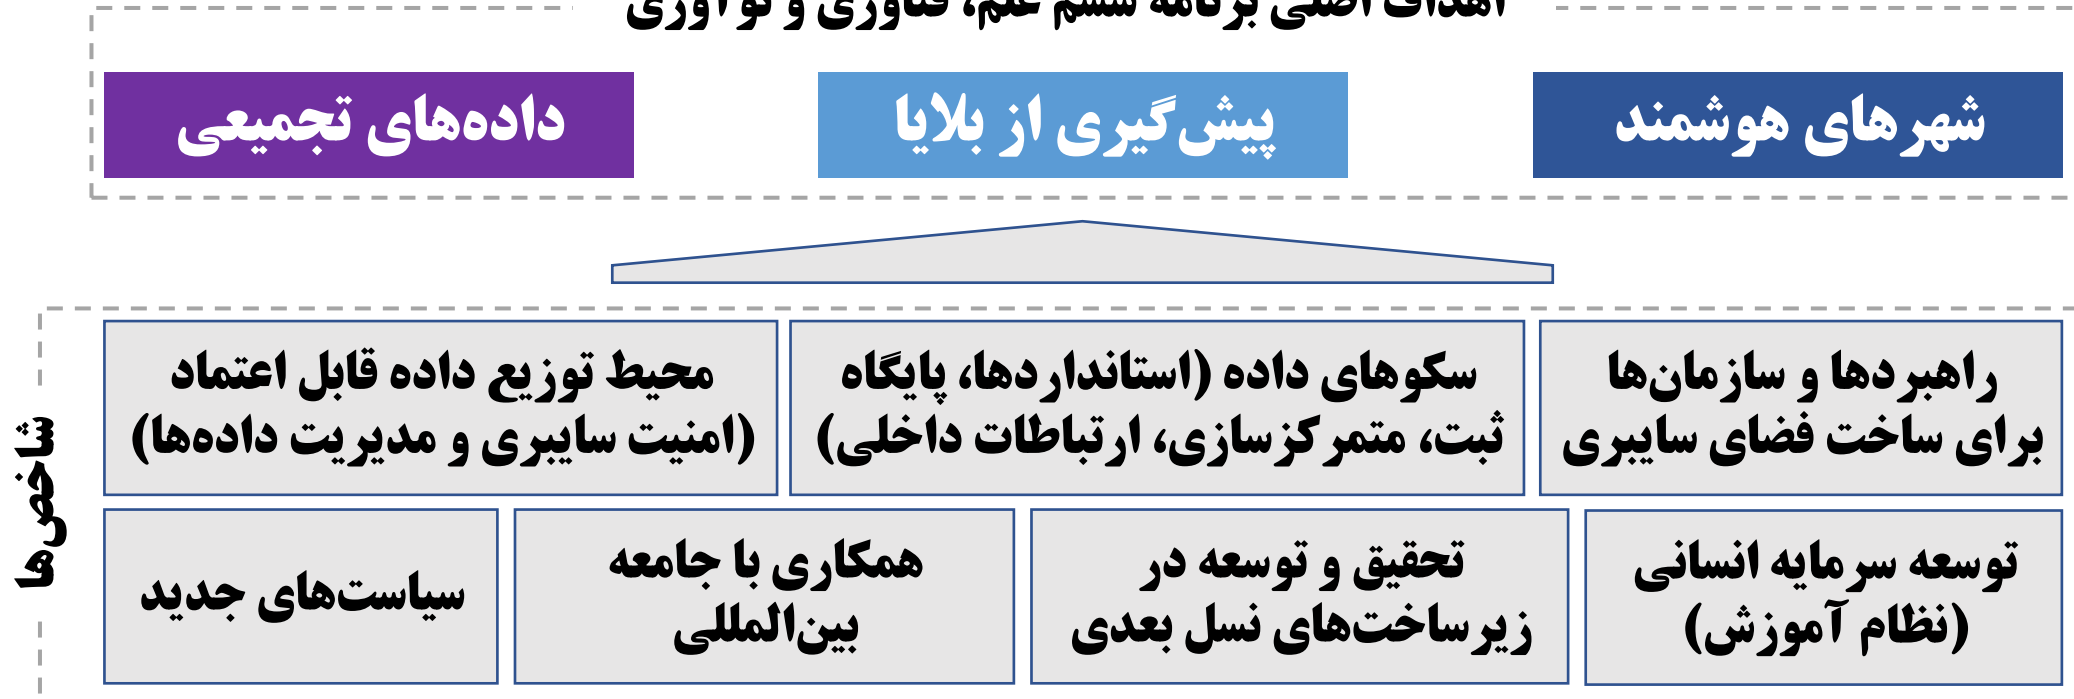 اهداف اصلی برنامه ششم علم، فناوری و نوآوری
شهرهای هوشمند
پیش‌گیری از بلایا
داده‌های تجمیعی
شاخص‌ها
راهبردها و سازمان‌ها
برای ساخت فضای سایبری
سکوهای داده (استانداردها، پایگاه
ثبت، متمرکزسازی، ارتباطات داخلی)
محیط توزیع داده قابل اعتماد
(امنیت سایبری و مدیریت داده‌ها)
توسعه سرمایه انسانی
(نظام آموزش)
تحقیق و توسعه در
زیرساخت‌های نسل بعدی
همکاری با جامعه
بین‌المللی
سیاست‌های جدید